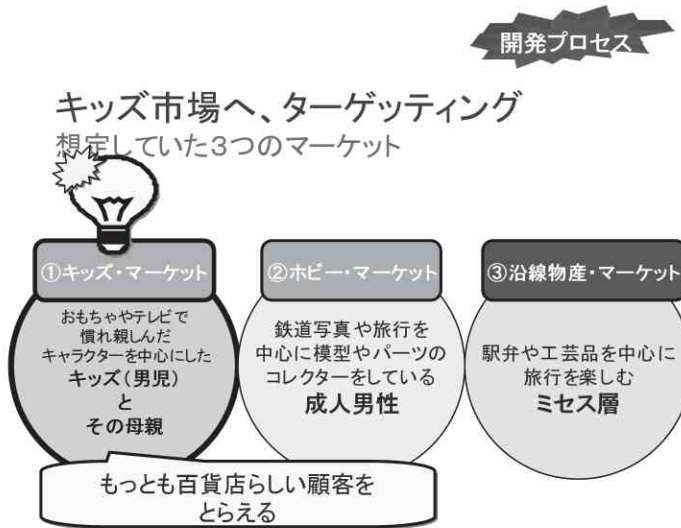 開発プロセス
キッズ市場へ、ターゲッティング
想定していた3つのマーケット
①キッズ・マーケット
おもちゃやテレビで
慣れ親しんだ
キャラクターを中心にした
キッズ(男児)
と
その母親
②ホビー・マーケット
鉄道写真や旅行を
中心に模型やパーツの
コレクターをしている
成人男性
③沿線物産・マーケット
駅弁や工芸品を中心に
旅行を楽しむ
ミセス層
もっとも百貨店らしい顧客を
とらえる